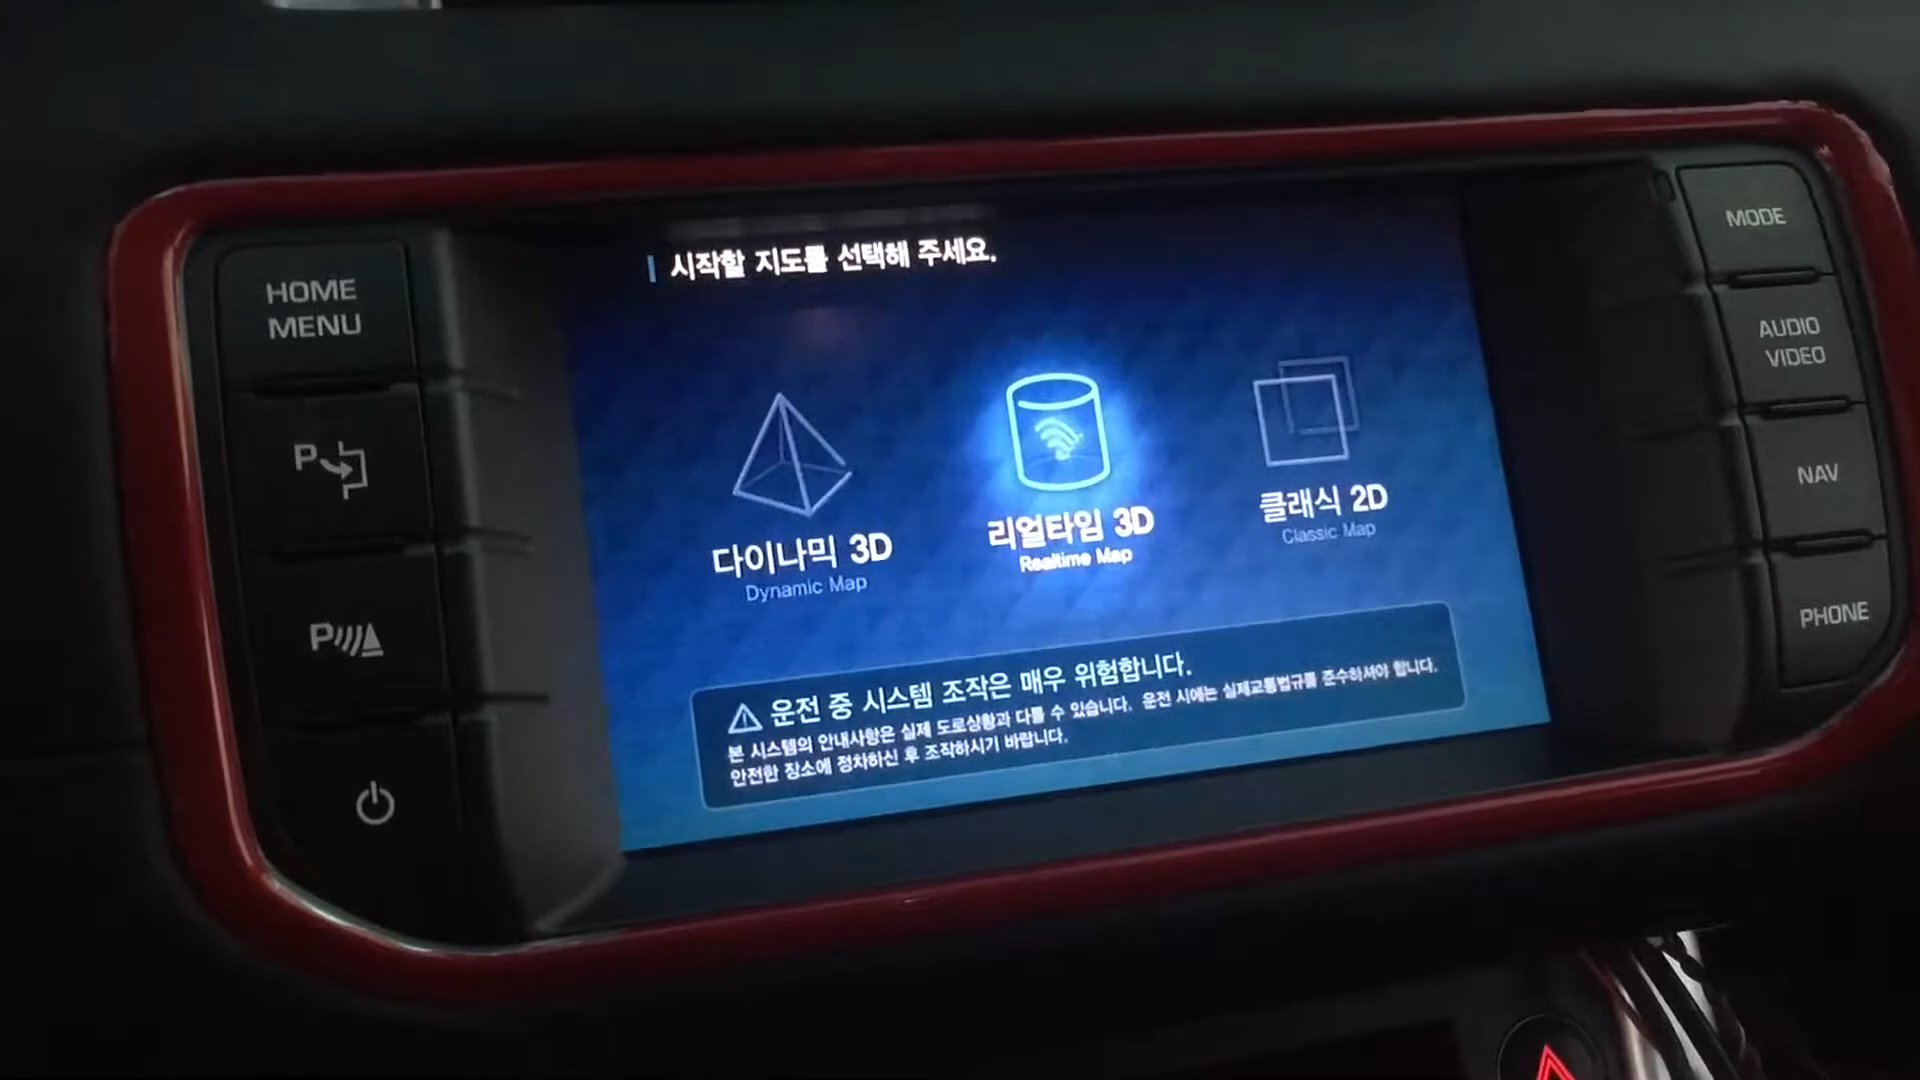 시작할 지도를 선택해 주세요.
HOME
MENU
P
P
다이나믹 3D
Dynamic Map
리얼타임 3D
Realtime Map
클래식 2D
Classic Map
운전 중 시스템 조작은 매우 위험합니다.
본 시스템의 안내사항은 실제 도로상황과 다를 수 있습니다. 운전 시에는 실제교통법규를 준수하셔야 합니다.
안전한 장소에 정차하신 후 조작하시기 바랍니다.
MODE
AUDIO
VIDEO
NAV
PHONE